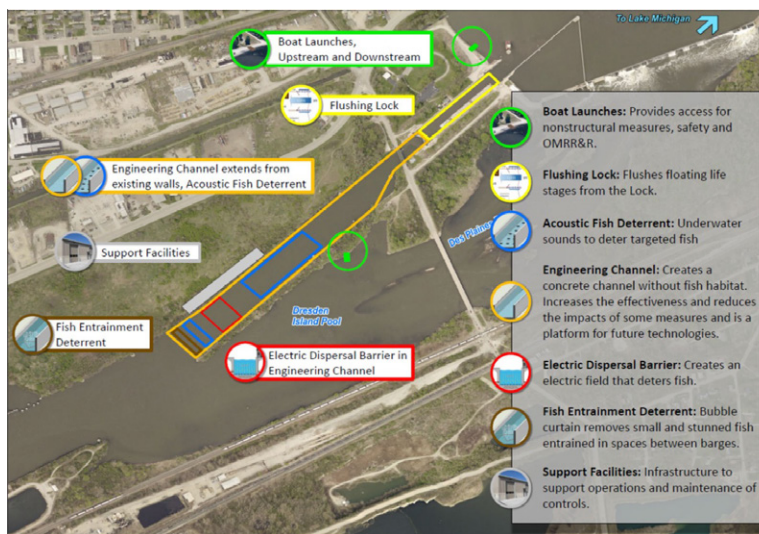 To Lake Michigan
Boat Launches,
Upstream and Downstream
Flushing Lock
Engineering Channel extends from
existing walls, Acoustic Fish Deterrent
Support Facilities
Fish Entrainment
Deterrent
Dresden
Island Pool
Des Plaines
Electric Dispersal Barrier in
Engineering Channel
Boat Launches: Provides access for
nonstructural measures, safety and
OMRR&R.
Flushing Lock: Flushes floating life
stages from the Lock.
Acoustic Fish Deterrent: Underwater
sounds to deter targeted fish
Engineering Channel: Creates a
concrete channel without fish habitat.
Increases the effectiveness and reduces
the impacts of some measures and is a
platform for future technologies.
Electric Dispersal Barrier: Creates an
electric field that deters fish.
Fish Entrainment Deterrent: Bubble
curtain removes small and stunned fish
entrained in spaces between barges.
Support Facilities: Infrastructure to
support operations and maintenance of
controls.